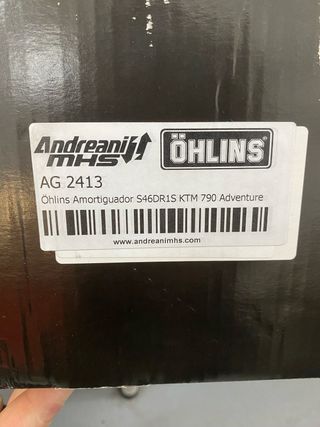 Andreani
MHS
ÖHLINS
AG 2413
Öhlins Amortiguador S46DR1S KTM 790 Adventure
www.andreanimhs.com